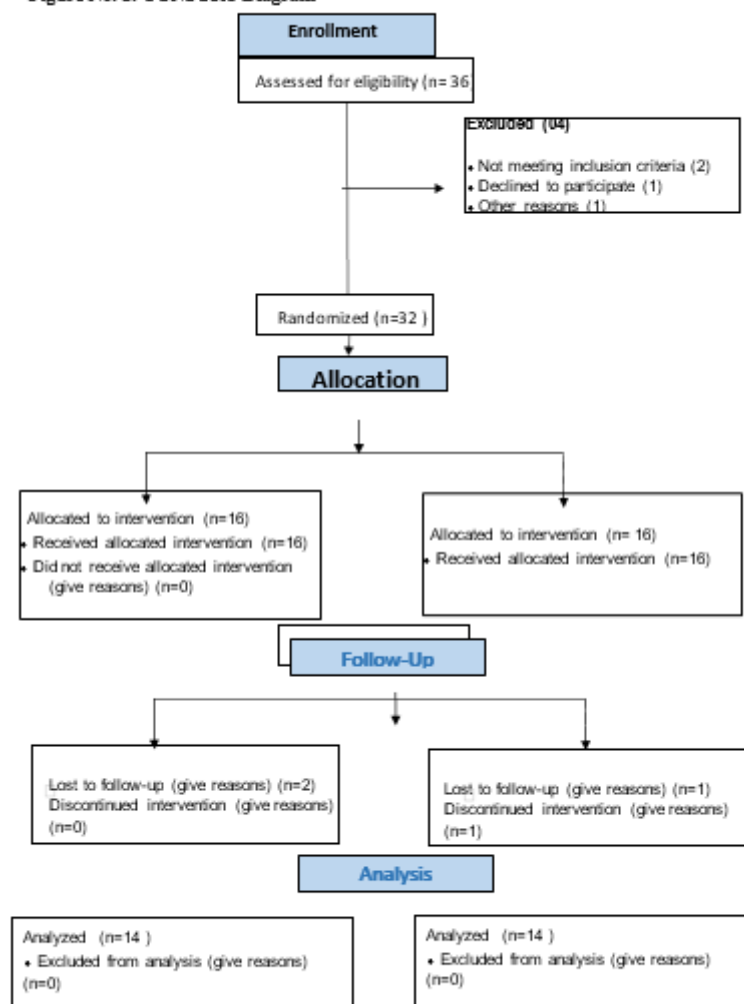 Enrollment
Assessed for eligibility (n= 36)
Excluded (04)
• Not meeting inclusion criteria (2)
• Declined to participate (1)
• Other reasons (1)
Randomized (n=32 )
Allocation
Allocated to intervention (n=16)
• Received allocated intervention (n=16)
• Did not receive allocated intervention
(give reasons) (n=0)
Allocated to intervention (n= 16)
• Received allocated intervention (n=16)
Follow-Up
Lost to follow-up (give reasons) (n=2)
Discontinued intervention (give reasons)
(n=0)
Lost to follow-up (give reasons) (n=1)
Discontinued intervention (give reasons)
(n=1)
Analysis
Analyzed (n=14 )
• Excluded from analysis (give reasons)
(n=0)
Analyzed (n=14 )
• Excluded from analysis (give reasons)
(n=0)